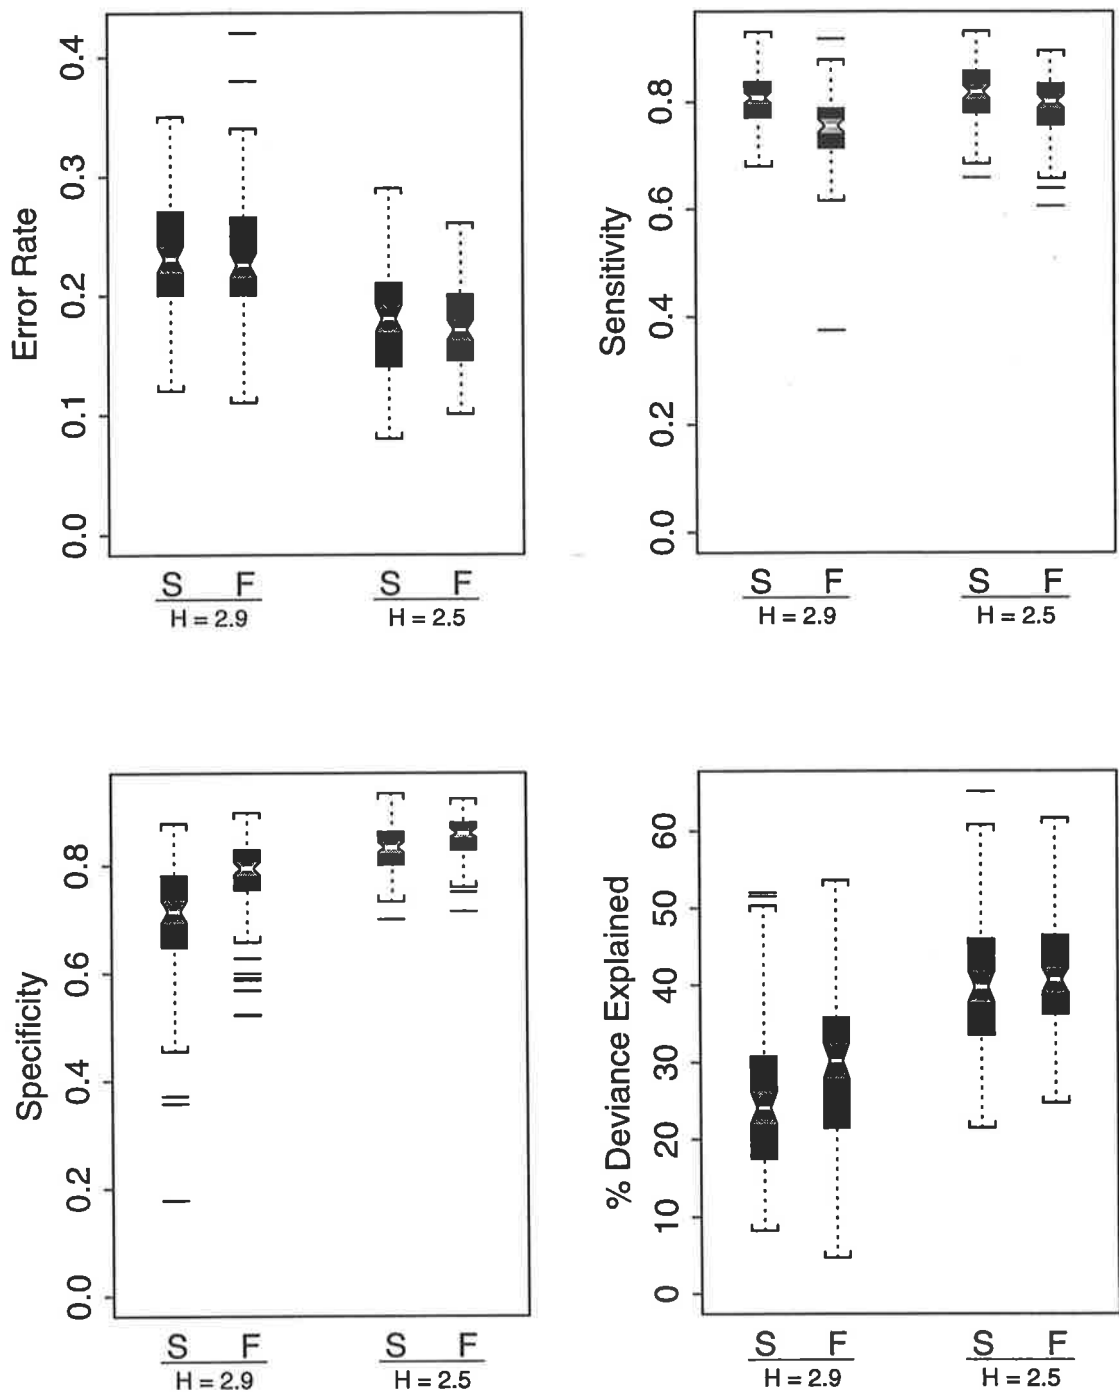 Error Rate
0.4
0.3
0.2
0.1
0.0
S F S F
H = 2.9 H = 2.5
Sensitivity
0.8
0.6
0.4
0.2
0.0
S F S F
H = 2.9 H = 2.5
Specificity
0.8
0.6
0.4
0.2
0.0
S F S F
H = 2.9 H = 2.5
% Deviance Explained
60
50
40
30
20
10
0
S F S F
H = 2.9 H = 2.5